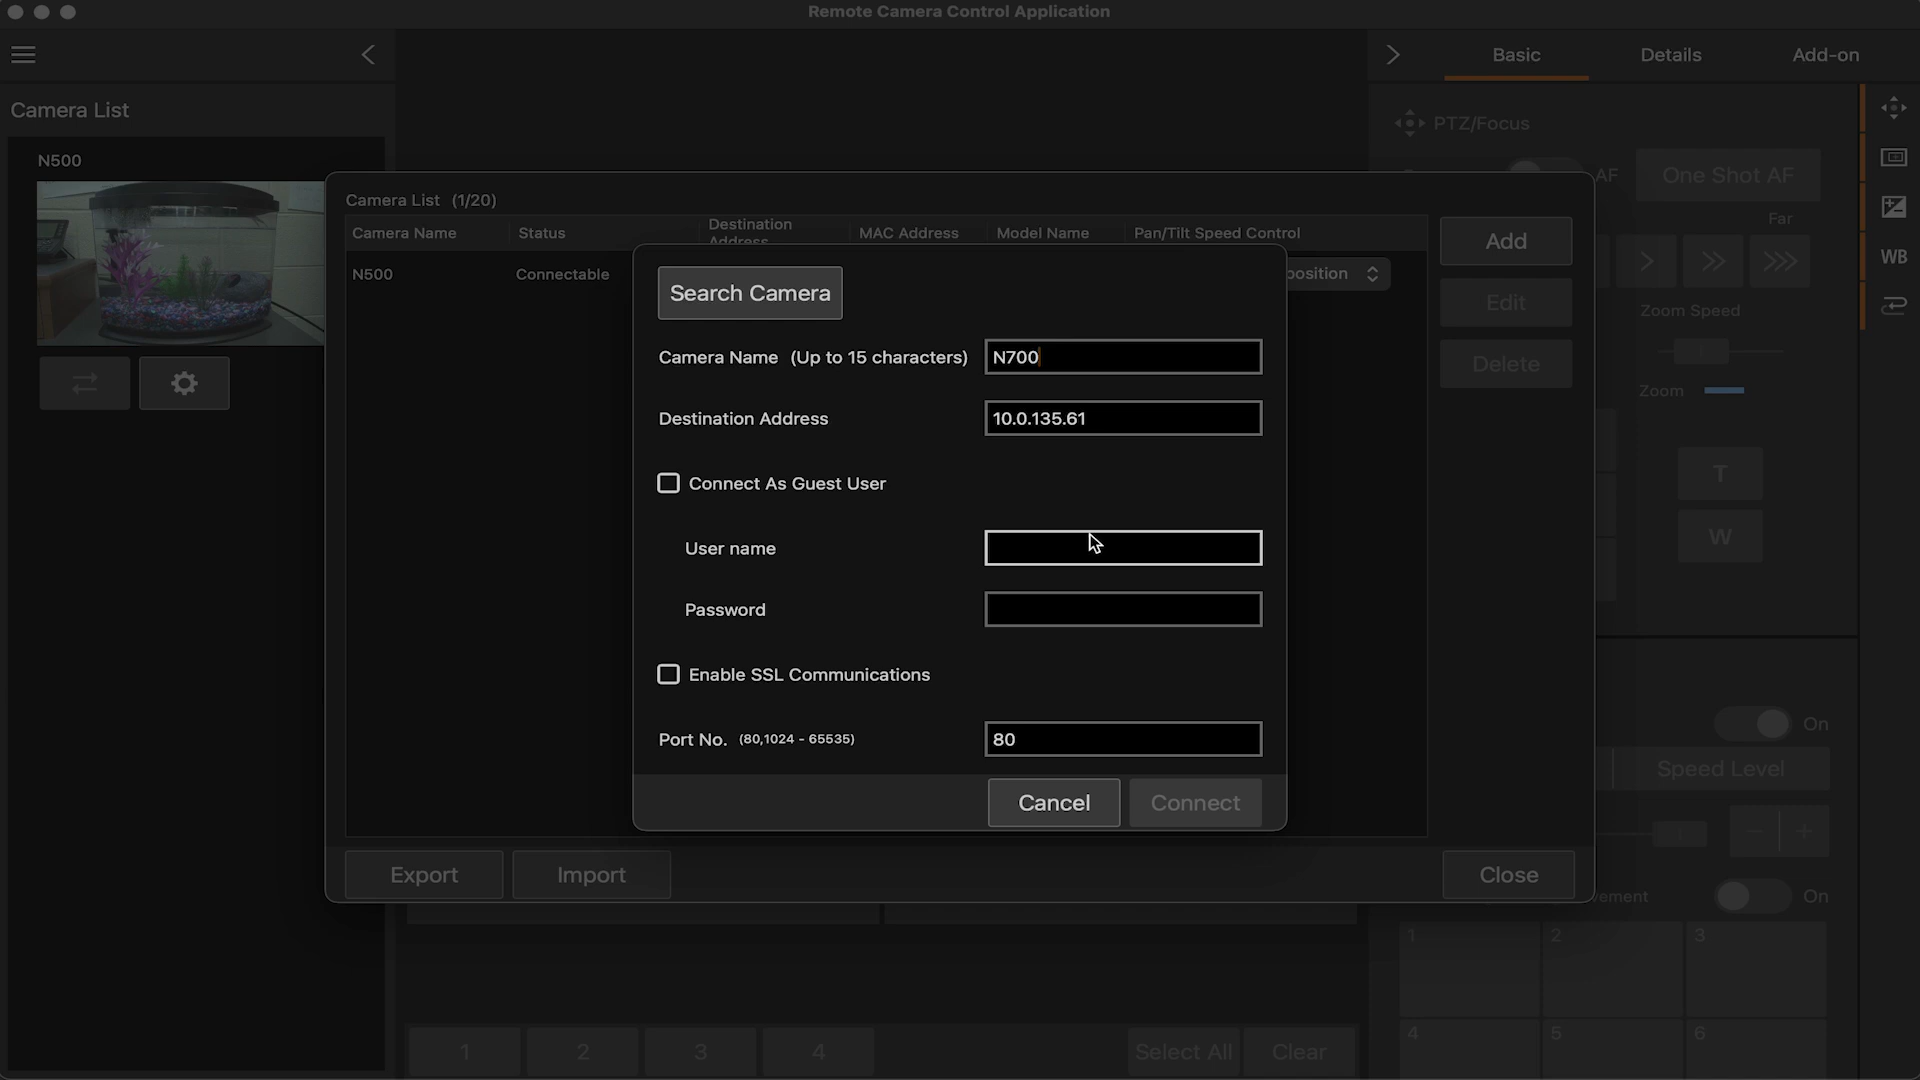 Remote Camera Control Application
Basic
Details
Add-on
Camera List
PTZ/Focus
N500
AF
One Shot AF
Far
Camera List (1/20)
Camera Name
Status
Destination
Address
MAC Address
Model Name
Pan/Tilt Speed Control
Add
WB
N500
Connectable
position
Search Camera
Edit
Zoom Speed
Camera Name (Up to 15 characters)
N700
Delete
Zoom
Destination Address
10.0.135.61
Connect As Guest User
T
User name
W
Password
Enable SSL Communications
Port No. (80,1024 - 65535)
80
On
Speed Level
Cancel
Connect
Export
Import
Close
vement
On
1
2
3
4
5
6
1
2
3
4
Select All
Clear